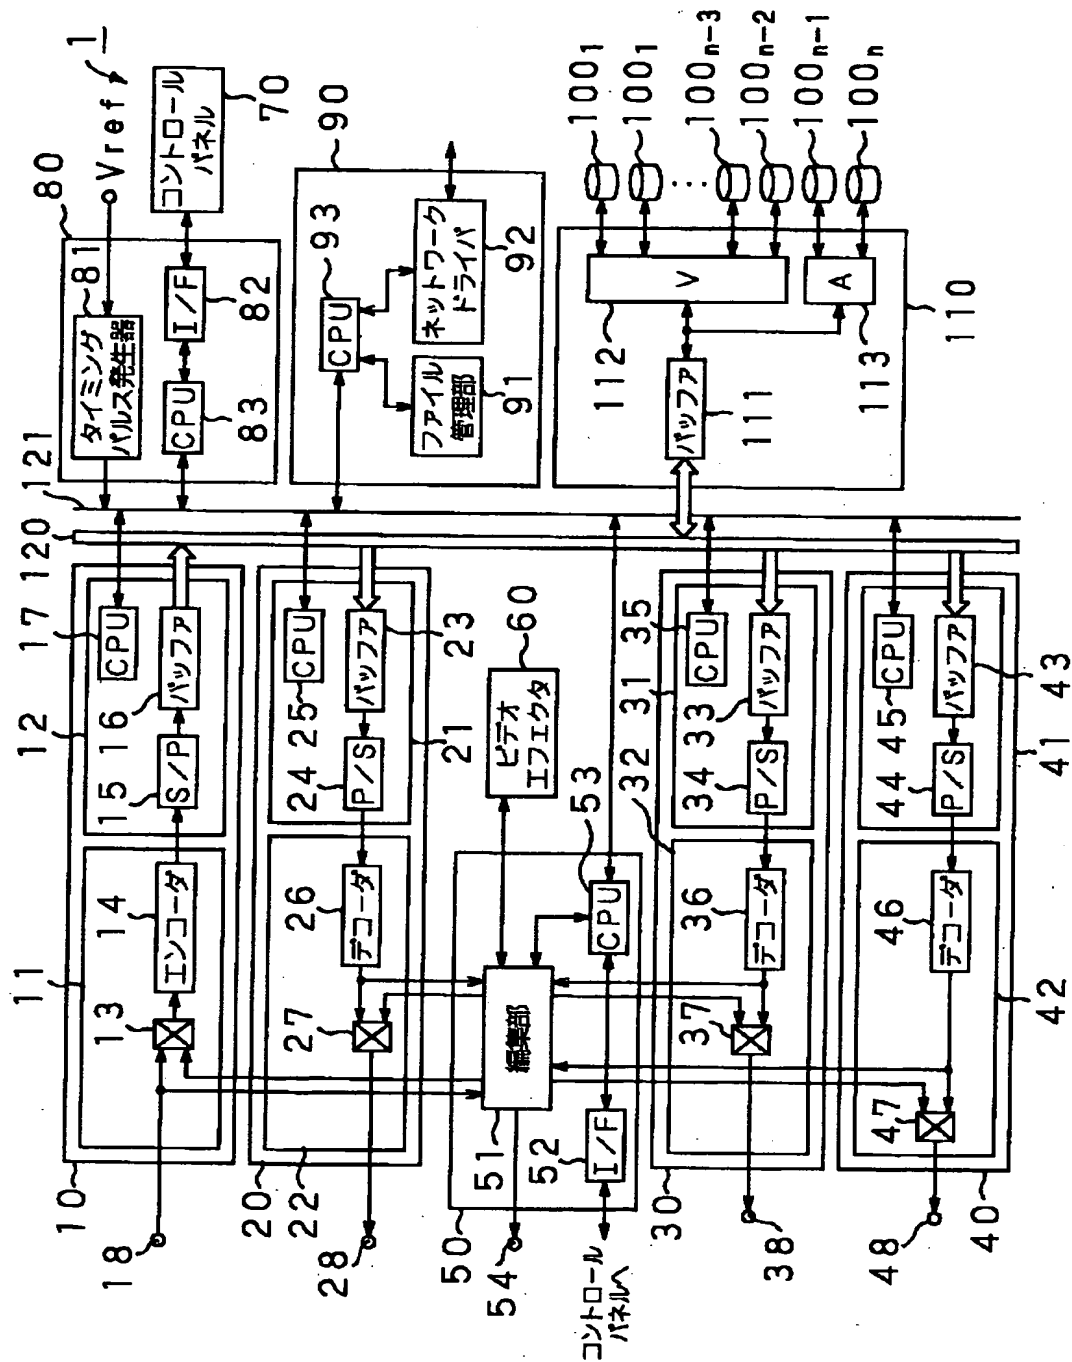 1
Vref
80
タイミング
パルス発生器
81
I/F
82
CPU
83
コントロール
パネル
70
90
CPU
93
ネットワーク
ドライバ
92
ファイル
管理部
91
100₁
100₁
100ₙ₋₃
100ₙ₋₂
100ₙ₋₁
100ₙ
V
112
A
113
バッファ
111
110
121
120
10
11
12
13
エンコーダ
14
S/P
15
バッファ
16
CPU
17
18
20
22
21
バッファ
23
P/S
24
CPU
25
デコーダ
26
27
28
ビデオ
エフェクタ
60
50
編集部
51
I/F
52
CPU
53
54
コントロール
パネルへ
30
32
31
バッファ
33
P/S
34
CPU
35
デコーダ
36
37
38
40
42
41
バッファ
43
P/S
44
CPU
45
デコーダ
46
47
48